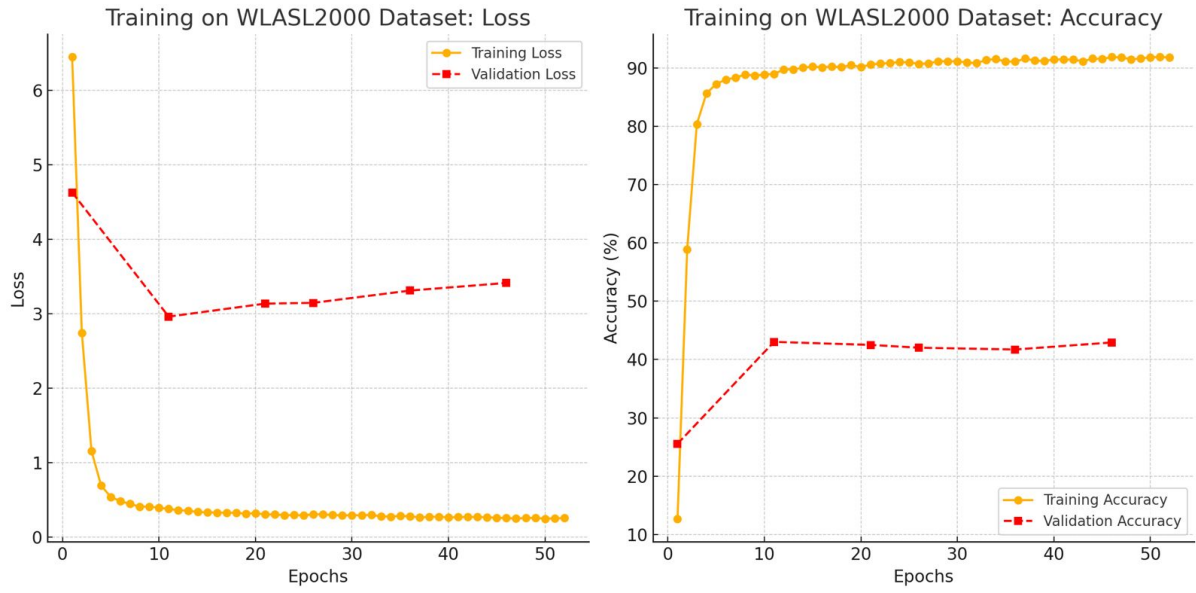 Training on WLASL2000 Dataset: Loss
Training Loss
Validation Loss
6
5
4
3
2
1
0
Loss
0 10 20 30 40 50
Epochs
Training on WLASL2000 Dataset: Accuracy
90
80
70
60
50
40
30
20
10
Accuracy (%)
Training Accuracy
Validation Accuracy
0 10 20 30 40 50
Epochs